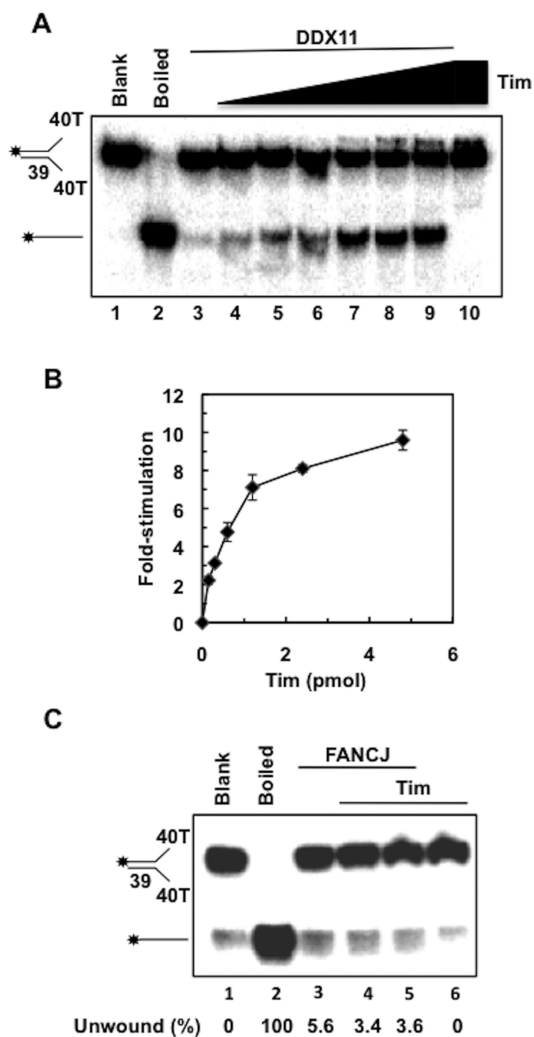 A
DDX11
Blank
Boiled
Tim
40T
39
40T
1 2 3 4 5 6 7 8 9 10
B
12
10
8
6
4
2
0
Fold-stimulation
0 2 4 6
Tim (pmol)
C
Blank
Boiled
FANCJ
Tim
40T
39
40T
1 2 3 4 5 6
Unwound (%) 0 100 5.6 3.4 3.6 0